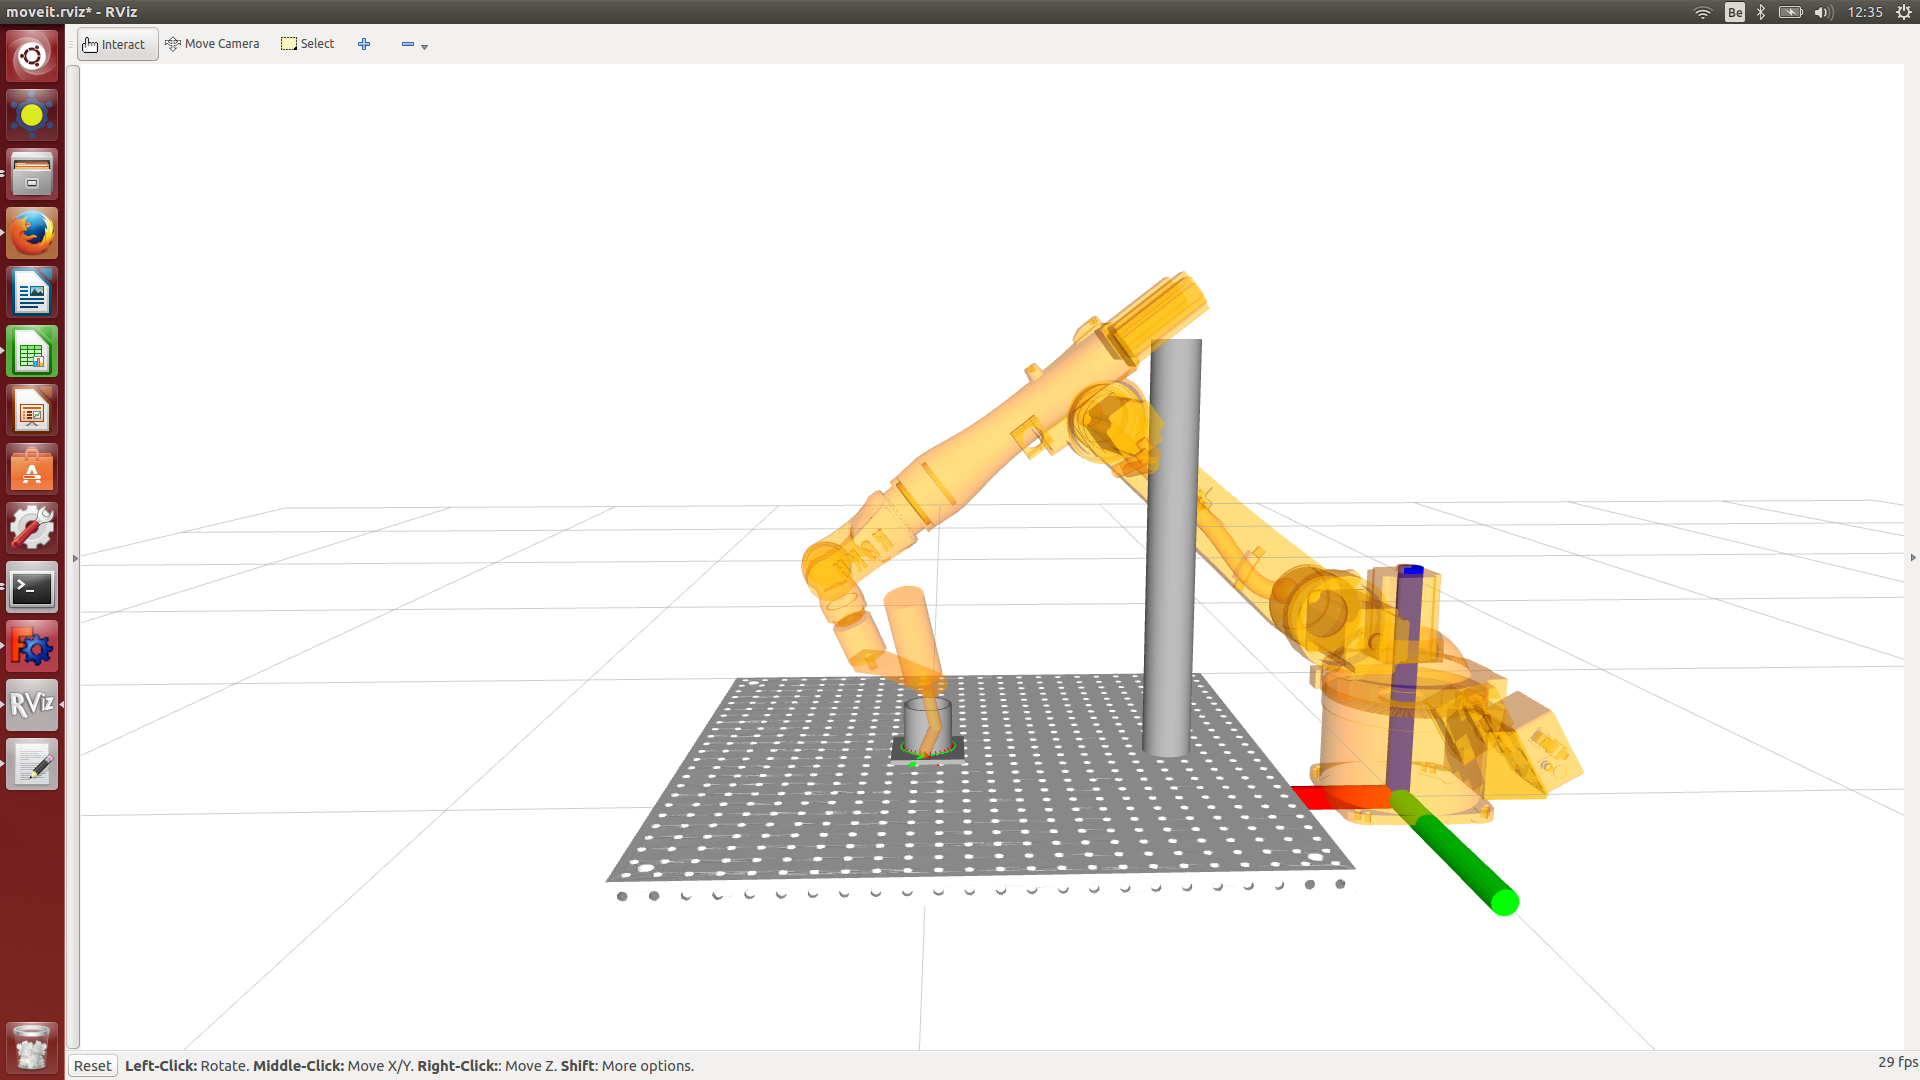 moveit.rviz* - RViz
Be
12:35
Interact
Move Camera
Select
RViz
Reset
Left-Click: Rotate. Middle-Click: Move X/Y. Right-Click:: Move Z. Shift: More options.
29 fps